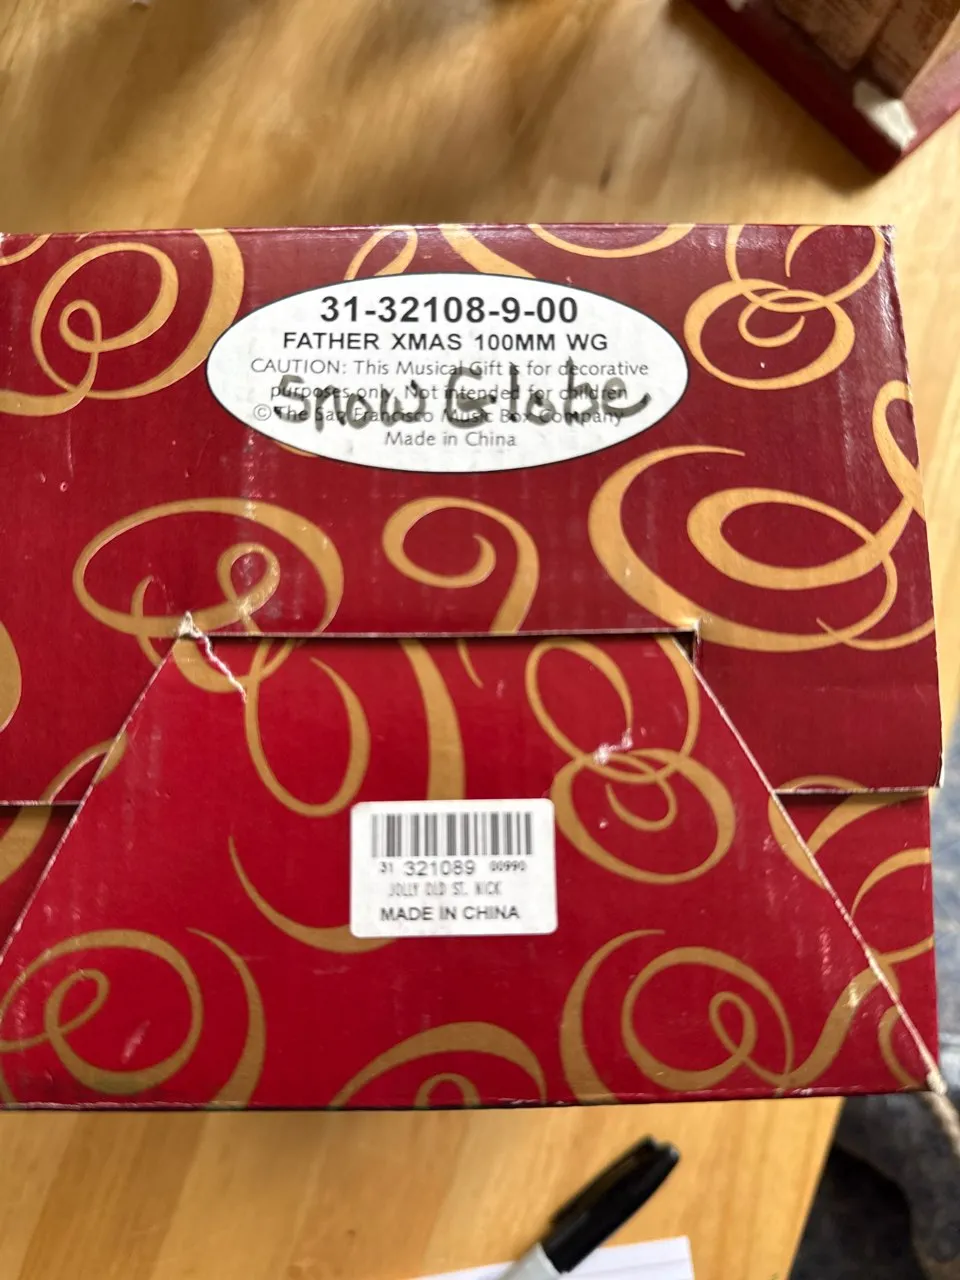 31-32108-9-00
FATHER XMAS 100MM WG
CAUTION: This Musical Gift is for decorative
purposes only. Not intended for children
© The San Francisco Music Box Company
Made in China
Snow Globe
31 321089 00990
JOLLY OLD ST. NICK
MADE IN CHINA